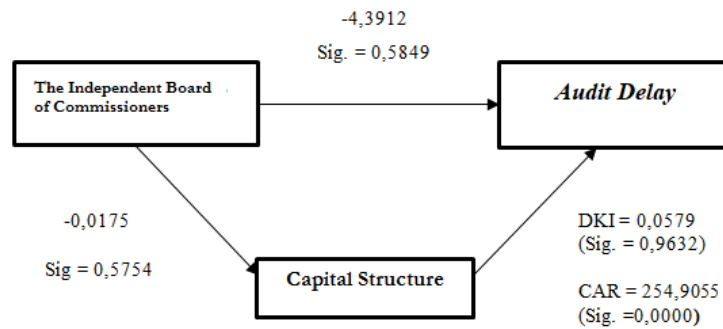 -4,3912
Sig. = 0,5849
The Independent Board
of Commissioners
Audit Delay
-0,0175
Sig = 0,5754
Capital Structure
DKI = 0,0579
(Sig. = 0,9632)
CAR = 254,9055
(Sig. =0,0000)